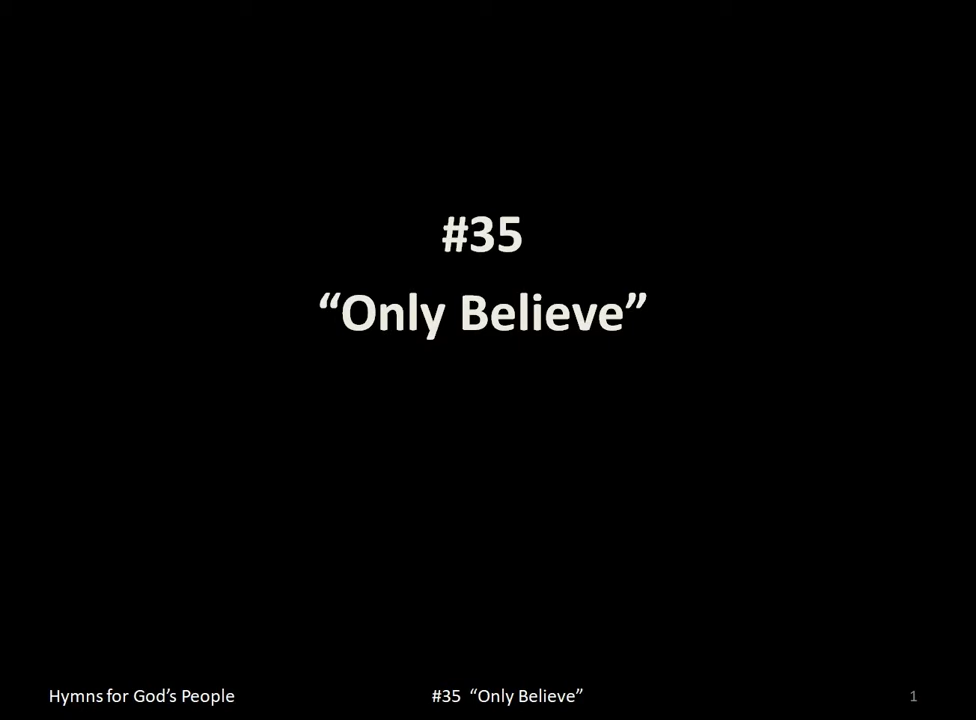 #35
“Only Believe”
Hymns for God’s People
#35 “Only Believe”
1